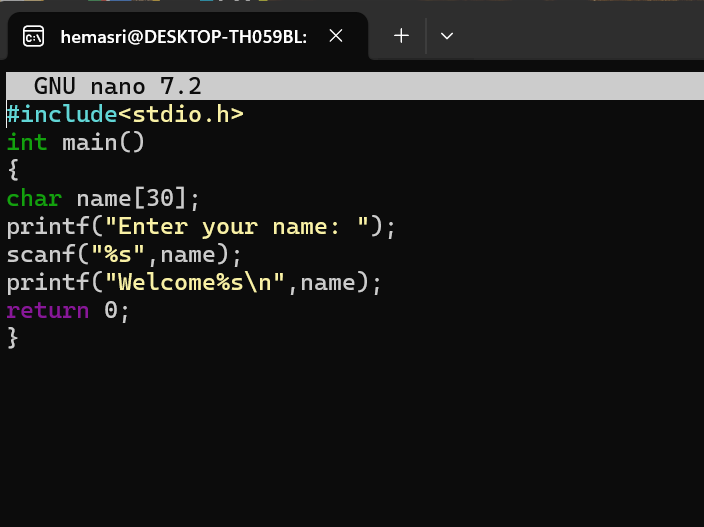 hemasri@DESKTOP-TH059BL:
GNU nano 7.2
#include<stdio.h>
int main()
{
char name[30];
printf("Enter your name: ");
scanf("%s",name);
printf("Welcome%s\n",name);
return 0;
}